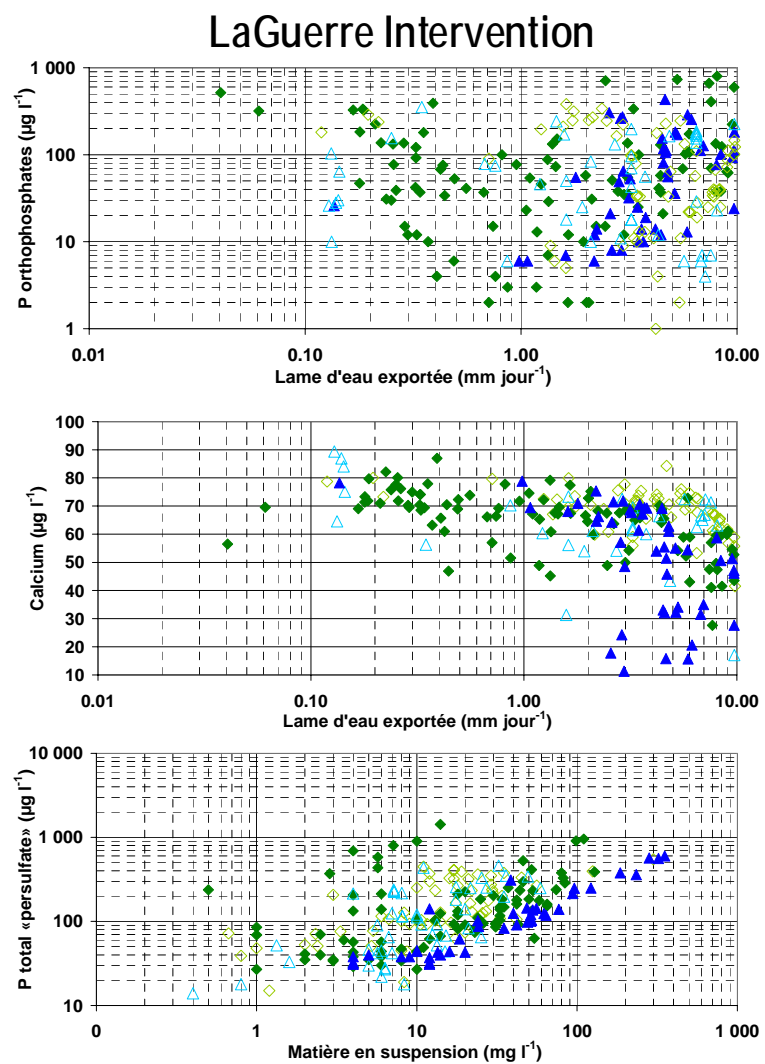 LaGuerre Intervention
P orthophosphates (µg l-1)
1 000
100
10
1
0.01 0.10 1.00 10.00
Lame d'eau exportée (mm jour-1)
Calcium (µg l-1)
100
90
80
70
60
50
40
30
20
10
0.01 0.10 1.00 10.00
Lame d'eau exportée (mm jour-1)
P total «persulfate» (µg l-1)
10 000
1 000
100
10
0 1 10 100 1 000
Matière en suspension (mg l-1)